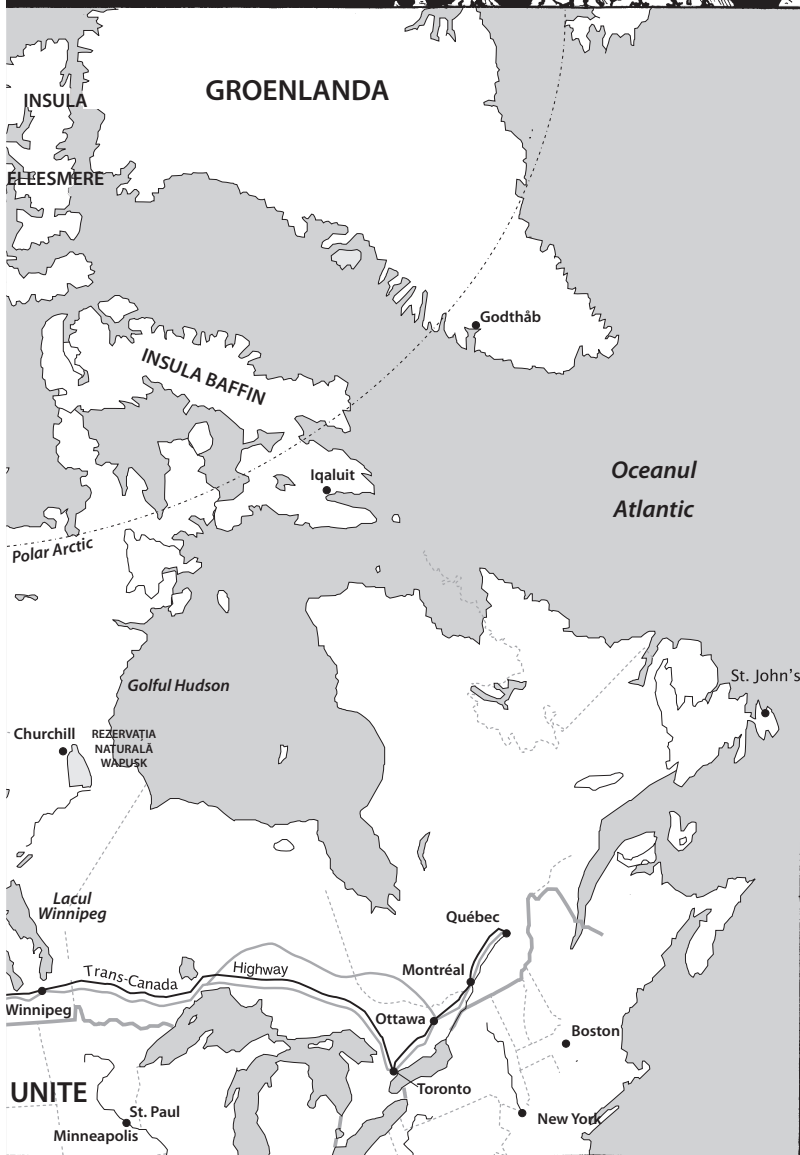 GROENLANDA
INSULA
ELLESMERE
Godthåb
INSULA BAFFIN
Iqaluit
Oceanul
Atlantic
Polar Arctic
Golful Hudson
St. John's
Churchill
REZERVAȚIA
NATURALĂ
WAPUSK
Lacul
Winnipeg
Québec
Trans-Canada
Highway
Montréal
Winnipeg
Ottawa
Boston
UNITE
Toronto
St. Paul
Minneapolis
New York